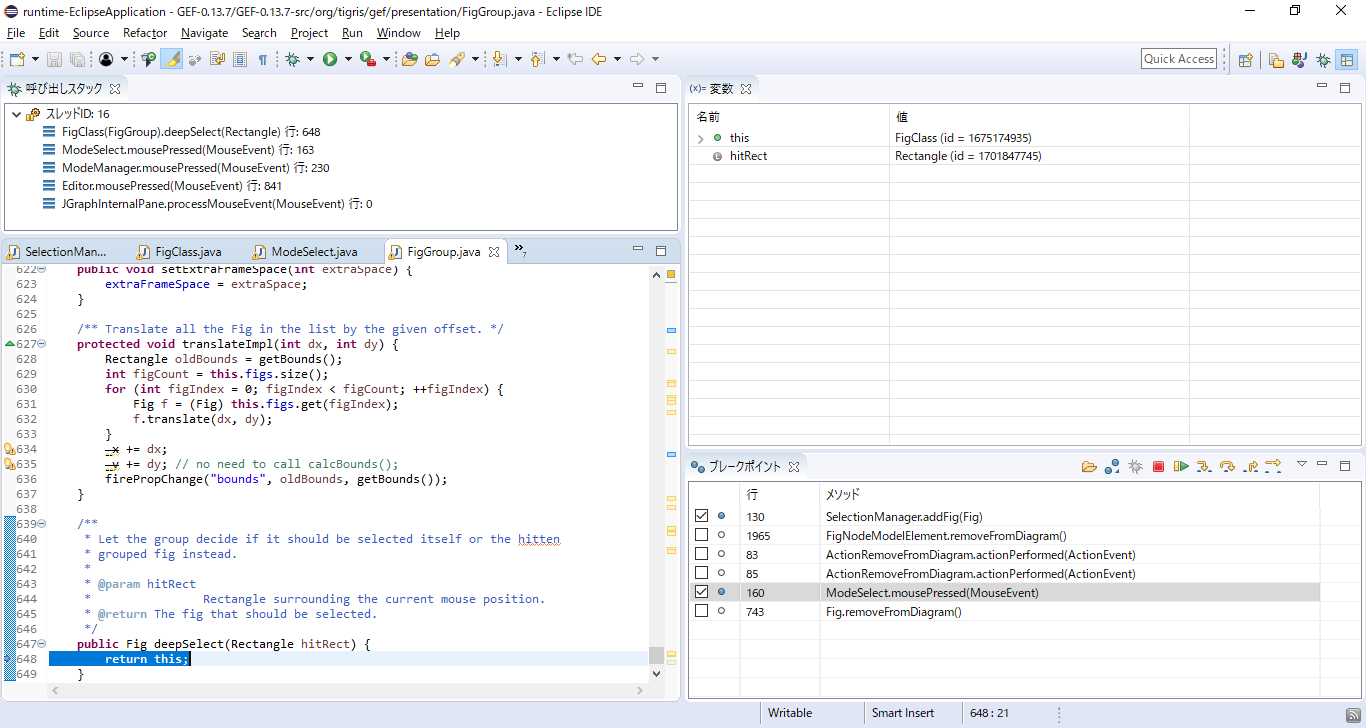 runtime-EclipseApplication - GEF-0.13.7/GEF-0.13.7-src/org/tigris/gef/presentation/FigGroup.java - Eclipse IDE
File Edit Source Refactor Navigate Search Project Run Window Help
Quick Access
呼び出しスタック
スレッドID: 16
FigClass(FigGroup).deepSelect(Rectangle) 行: 648
ModeSelect.mousePressed(MouseEvent) 行: 163
ModeManager.mousePressed(MouseEvent) 行: 230
Editor.mousePressed(MouseEvent) 行: 841
JGraphInternalPane.processMouseEvent(MouseEvent) 行: 0
(x)= 変数
名前 値
this FigClass (id = 1675174935)
hitRect Rectangle (id = 1701847745)
SelectionMan... FigClass.java ModeSelect.java FigGroup.java »7
622 public void setExtraFrameSpace(int extraSpace) {
623 extraFrameSpace = extraSpace;
624 }
625
626 /** Translate all the Fig in the list by the given offset. */
627 protected void translateImpl(int dx, int dy) {
628 Rectangle oldBounds = getBounds();
629 int figCount = this.figs.size();
630 for (int figIndex = 0; figIndex < figCount; ++figIndex) {
631 Fig f = (Fig) this.figs.get(figIndex);
632 f.translate(dx, dy);
633 }
634 _x += dx;
635 _y += dy; // no need to call calcBounds();
636 firePropChange("bounds", oldBounds, getBounds());
637 }
638
639 /**
640 * Let the group decide if it should be selected itself or the hitten
641 * grouped fig instead.
642 *
643 * @param hitRect
644 * Rectangle surrounding the current mouse position.
645 * @return The fig that should be selected.
646 */
647 public Fig deepSelect(Rectangle hitRect) {
648 return this;
649 }
ブレークポイント
行 メソッド
130 SelectionManager.addFig(Fig)
1965 FigNodeModelElement.removeFromDiagram()
83 ActionRemoveFromDiagram.actionPerformed(ActionEvent)
85 ActionRemoveFromDiagram.actionPerformed(ActionEvent)
160 ModeSelect.mousePressed(MouseEvent)
743 Fig.removeFromDiagram()
Writable Smart Insert 648 : 21